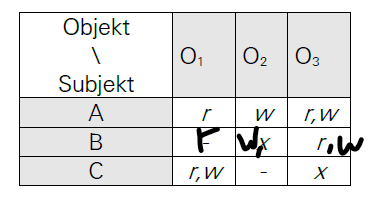 Objekt
\
Subjekt
O₁ O₂ O₃
A r w r,w
B r w,x r,w
C r,w - x